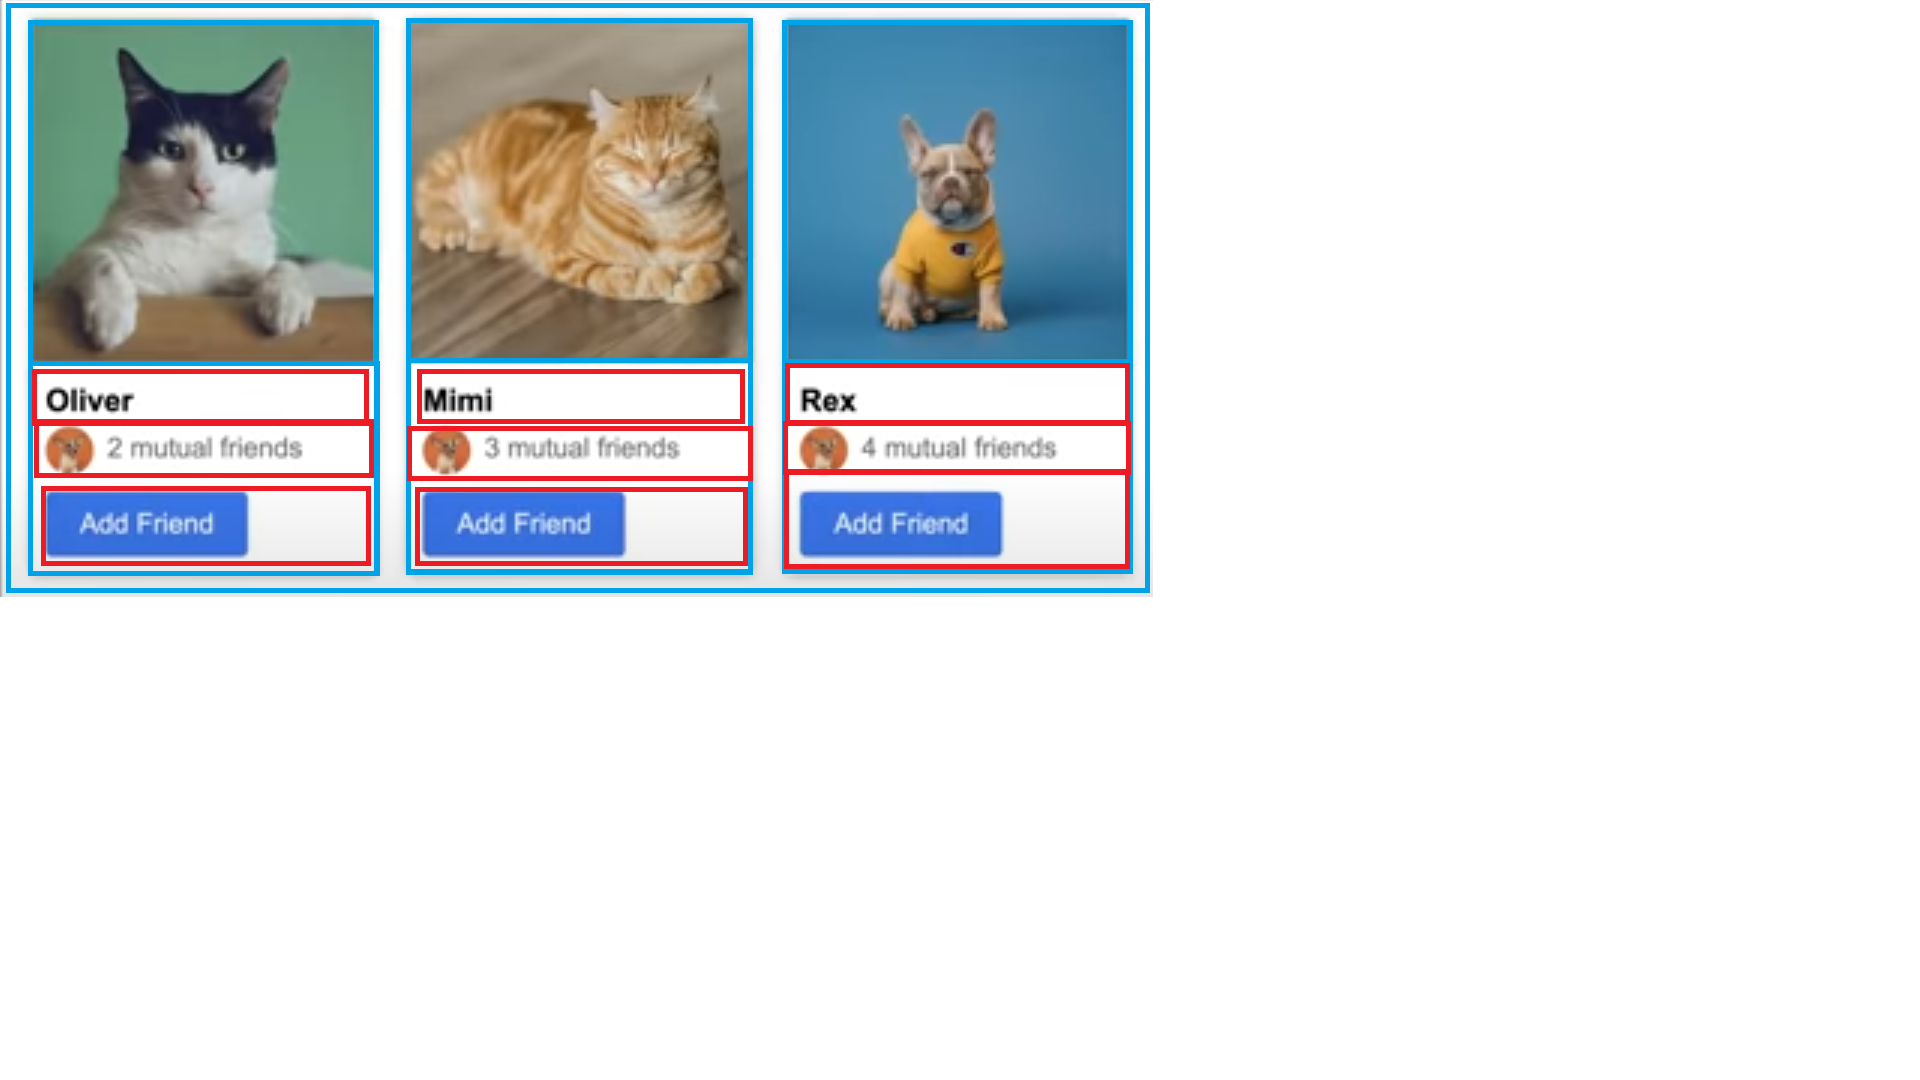 Oliver
2 mutual friends
Add Friend
Mimi
3 mutual friends
Add Friend
Rex
4 mutual friends
Add Friend